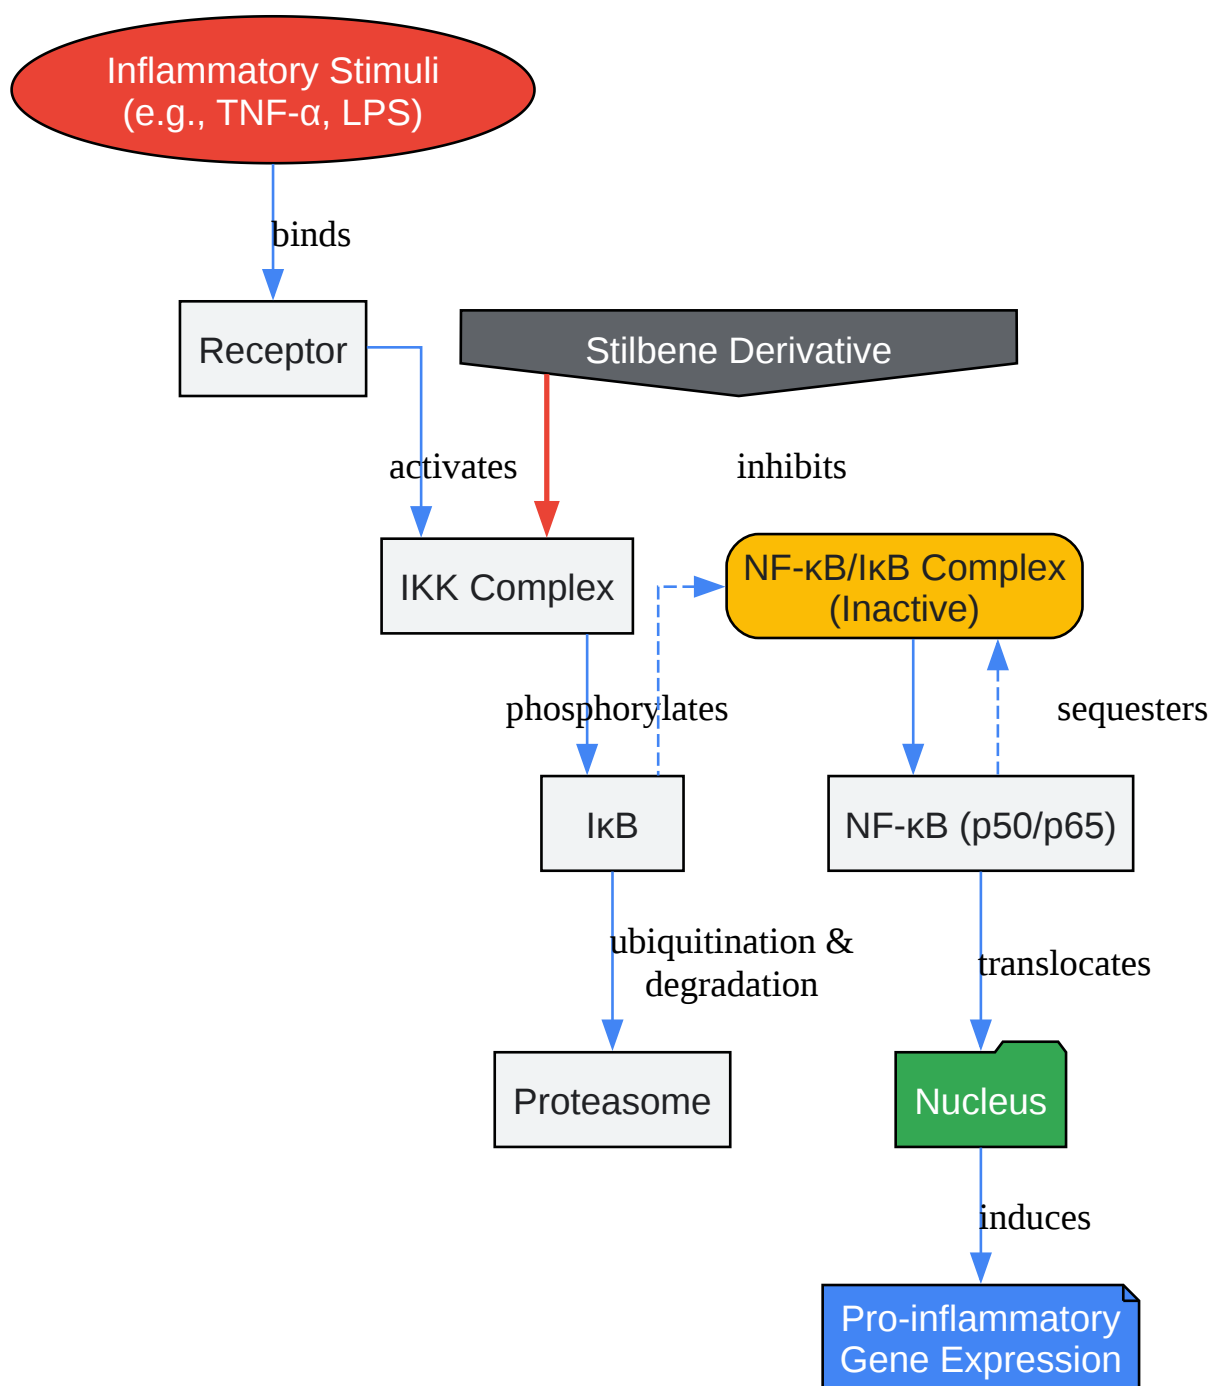 Inflammatory Stimuli
(e.g., TNF-α, LPS)
binds
Receptor
Stilbene Derivative
activates
inhibits
IKK Complex
NF-κB/IκB Complex
(Inactive)
phosphorylates
sequesters
IκB
NF-κB (p50/p65)
ubiquitination &
degradation
translocates
Proteasome
Nucleus
induces
Pro-inflammatory
Gene Expression